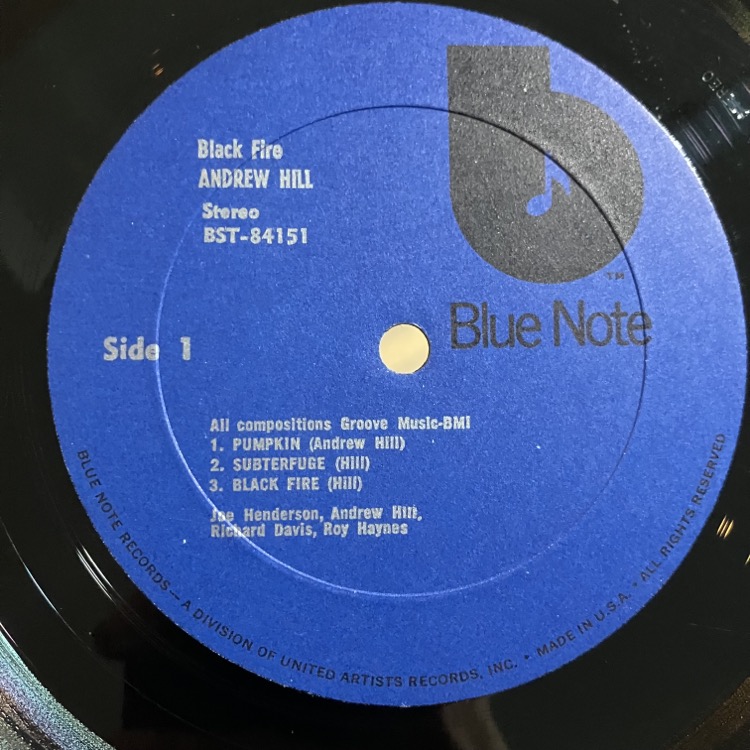 Black Fire
ANDREW HILL
Stereo
BST-84151
TM
Blue Note
Side 1
All compositions Groove Music-BMI
1. PUMPKIN (Andrew Hill)
2. SUBTERFUGE (Hill)
3. BLACK FIRE (Hill)
Joe Henderson, Andrew Hill,
Richard Davis, Roy Haynes
BLUE NOTE RECORDS — A DIVISION OF UNITED ARTISTS RECORDS, INC. • MADE IN U.S.A. • ALL RIGHTS RESERVED